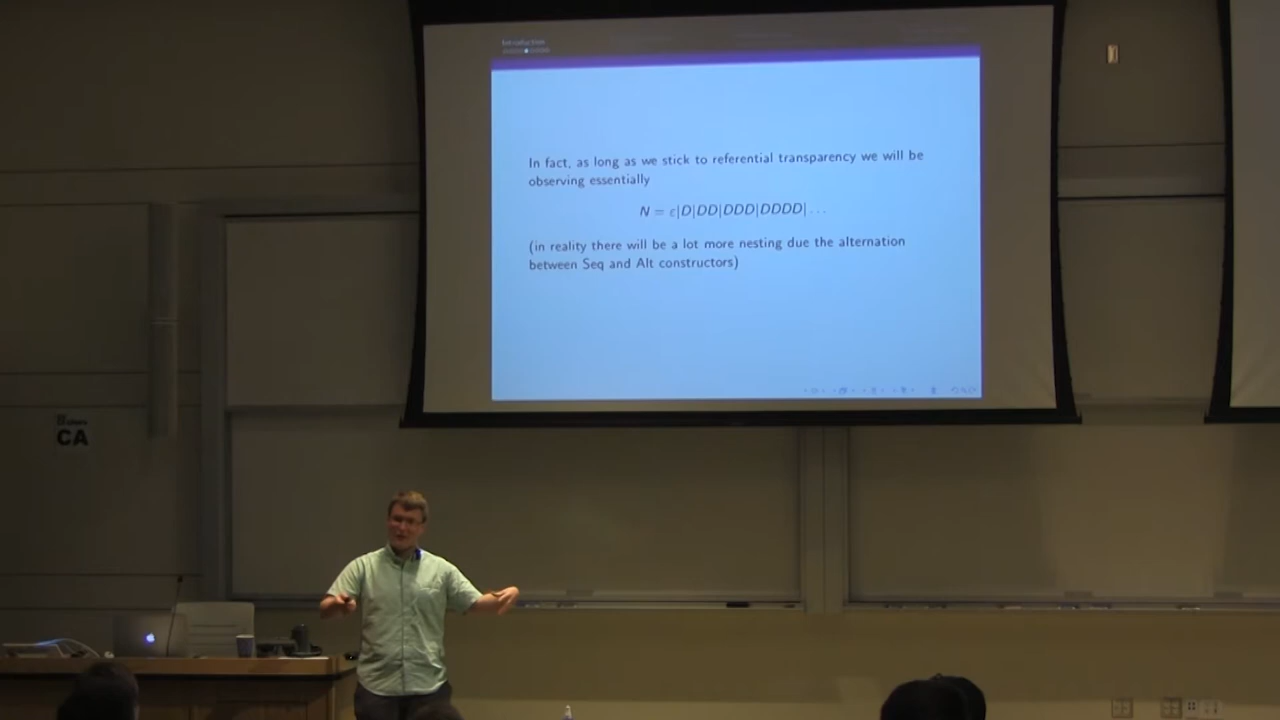 Introduction
In fact, as long as we stick to referential transparency we will be
observing essentially
N = ε|D|DD|DDD|DDDD| . . .
(in reality there will be a lot more nesting due the alternation
between Seq and Alt constructors)
CA